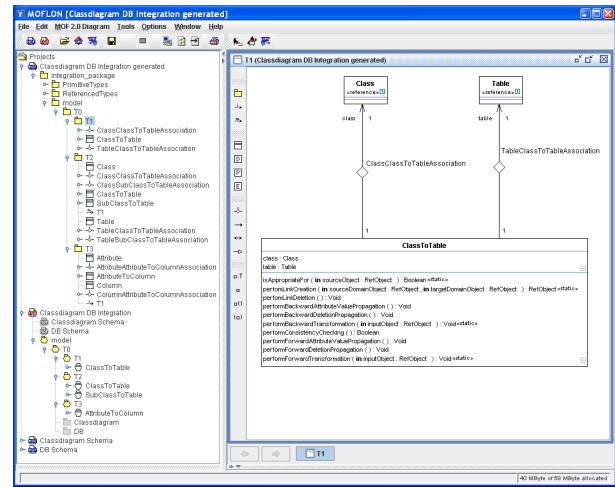 MOFLON [Classdiagram DB Integration generated]
File Edit MOF 2.0 Diagram Tools Options Window Help
Projects
Classdiagram DB Integration generated
integration_package
PrimitiveTypes
ReferencedTypes
model
T0
T1
ClassClassToTableAssociation
ClassToTable
TableClassToTableAssociation
T2
Class
ClassClassToTableAssociation
ClassSubClassToTableAssociation
ClassToTable
SubClassToTable
T1
Table
TableClassToTableAssociation
TableSubClassToTableAssociation
T3
Attribute
AttributeAttributeToColumnAssociation
AttributeToColumn
Column
ColumnAttributeToColumnAssociation
T1
Classdiagram DB Integration
Classdiagram Schema
DB Schema
model
T0
T1
ClassToTable
T2
ClassToTable
SubClassToTable
T3
AttributeToColumn
Classdiagram
DB
Classdiagram Schema
DB Schema
T1 (Classdiagram DB Integration generated)
D
P
E
:T
()
(o)
Class
«reference»
class 1
ClassClassToTableAssociation
1
Table
«reference»
table 1
TableClassToTableAssociation
1
ClassToTable
class : Class
table : Table
isAppropriateFor ( in sourceObject : RefObject ) : Boolean «static»
performLinkCreation ( in sourceDomainObject : RefObject , in targetDomainObject : RefObject ) : RefObject «static»
performLinkDeletion ( ) : Void
performBackwardAttributeValuePropagation ( ) : Void
performBackwardDeletionPropagation ( ) : Void
performBackwardTransformation ( in inputObject : RefObject ) : Void «static»
performConsistencyChecking ( ) : Boolean
performForwardAttributeValuePropagation ( ) : Void
performForwardDeletionPropagation ( ) : Void
performForwardTransformation ( in inputObject : RefObject ) : Void «static»
T1
40 MByte of 58 MByte allocated